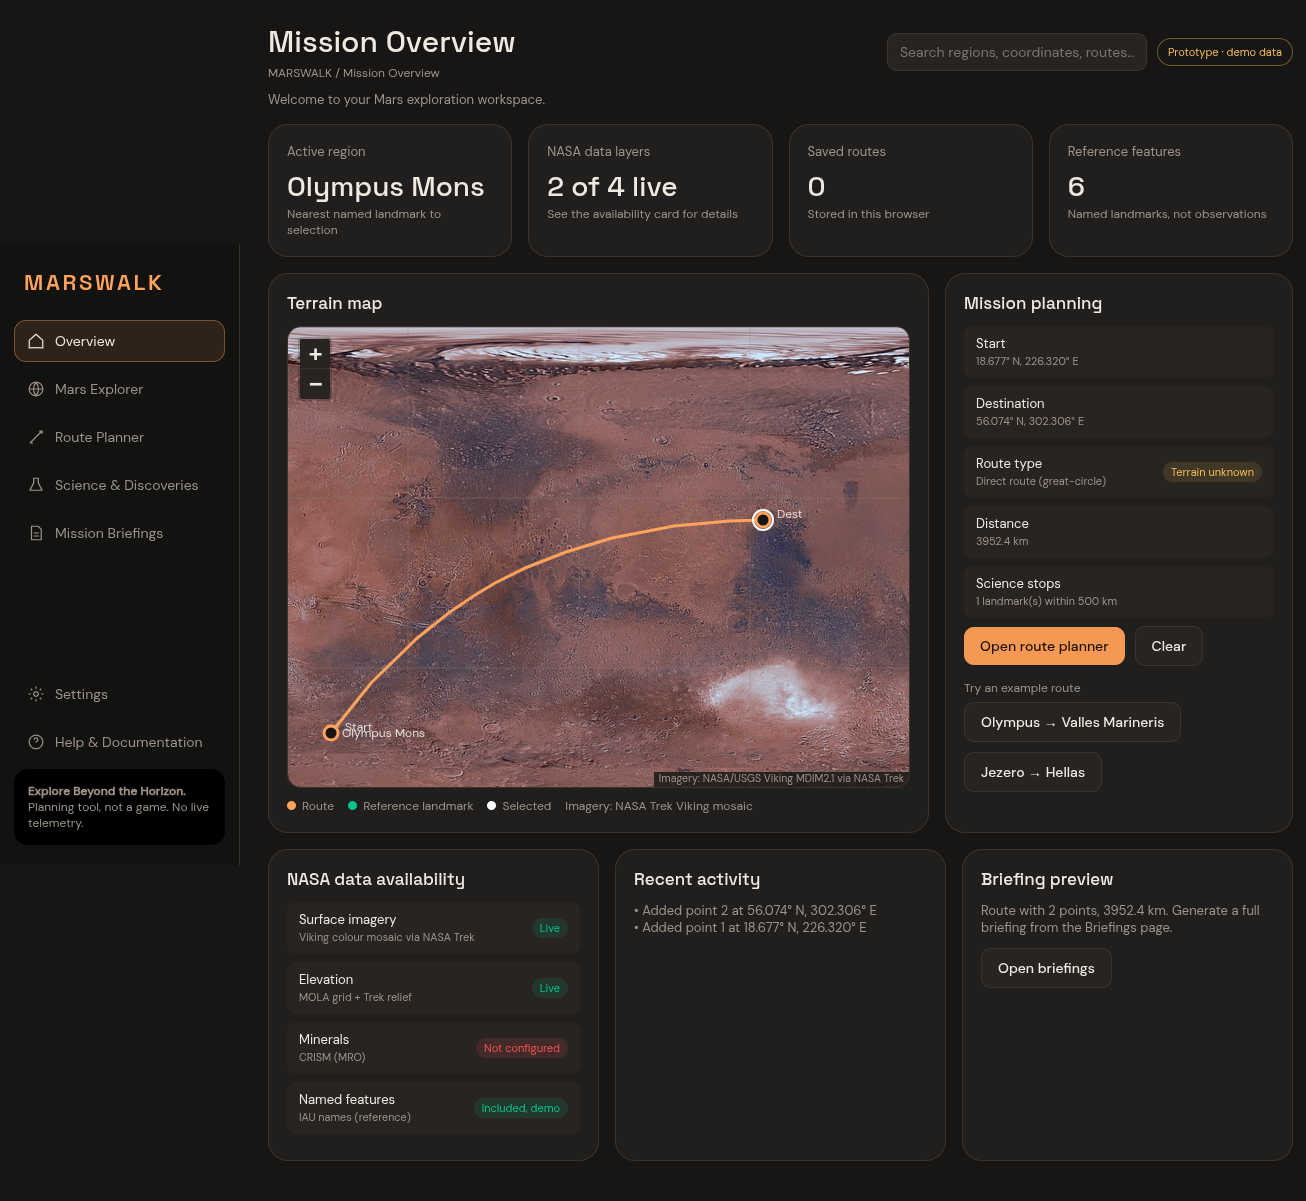 Mission Overview
MARSWALK / Mission Overview
Welcome to your Mars exploration workspace.
Search regions, coordinates, routes…
Prototype · demo data
Active region
Olympus Mons
Nearest named landmark to
selection
NASA data layers
2 of 4 live
See the availability card for details
Saved routes
0
Stored in this browser
Reference features
6
Named landmarks, not observations
MARSWALK
Overview
Mars Explorer
Route Planner
Science & Discoveries
Mission Briefings
Settings
Help & Documentation
Explore Beyond the Horizon.
Planning tool, not a game. No live
telemetry.
Terrain map
+
−
Dest
Start
Olympus Mons
Imagery: NASA/USGS Viking MDIM2.1 via NASA Trek
Route
Reference landmark
Selected
Imagery: NASA Trek Viking mosaic
Mission planning
Start
18.677° N, 226.320° E
Destination
56.074° N, 302.306° E
Route type
Direct route (great-circle)
Terrain unknown
Distance
3952.4 km
Science stops
1 landmark(s) within 500 km
Open route planner
Clear
Try an example route
Olympus → Valles Marineris
Jezero → Hellas
NASA data availability
Surface imagery
Viking colour mosaic via NASA Trek
Live
Elevation
MOLA grid + Trek relief
Live
Minerals
CRISM (MRO)
Not configured
Named features
IAU names (reference)
Included, demo
Recent activity
• Added point 2 at 56.074° N, 302.306° E
• Added point 1 at 18.677° N, 226.320° E
Briefing preview
Route with 2 points, 3952.4 km. Generate a full
briefing from the Briefings page.
Open briefings